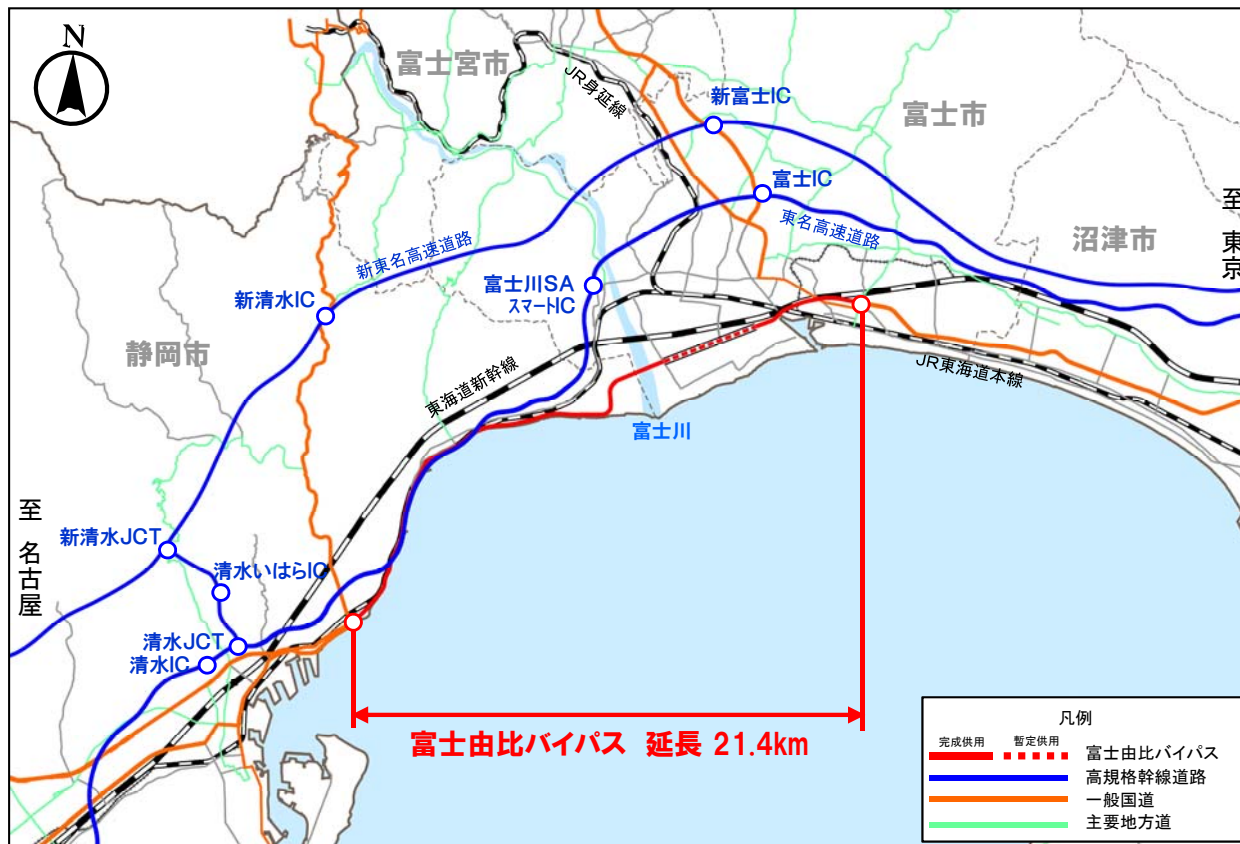 N
富士宮市
JR身延線
新富士IC
富士市
富士IC
至 東京
東名高速道路
沼津市
新東名高速道路
富士川SA
スマートIC
新清水IC
静岡市
東海道新幹線
JR東海道本線
富士川
至 名古屋
新清水JCT
清水いはらIC
清水JCT
清水IC
富士由比バイパス 延長 21.4km
凡例
完成供用 暫定供用
富士由比バイパス
高規格幹線道路
一般国道
主要地方道